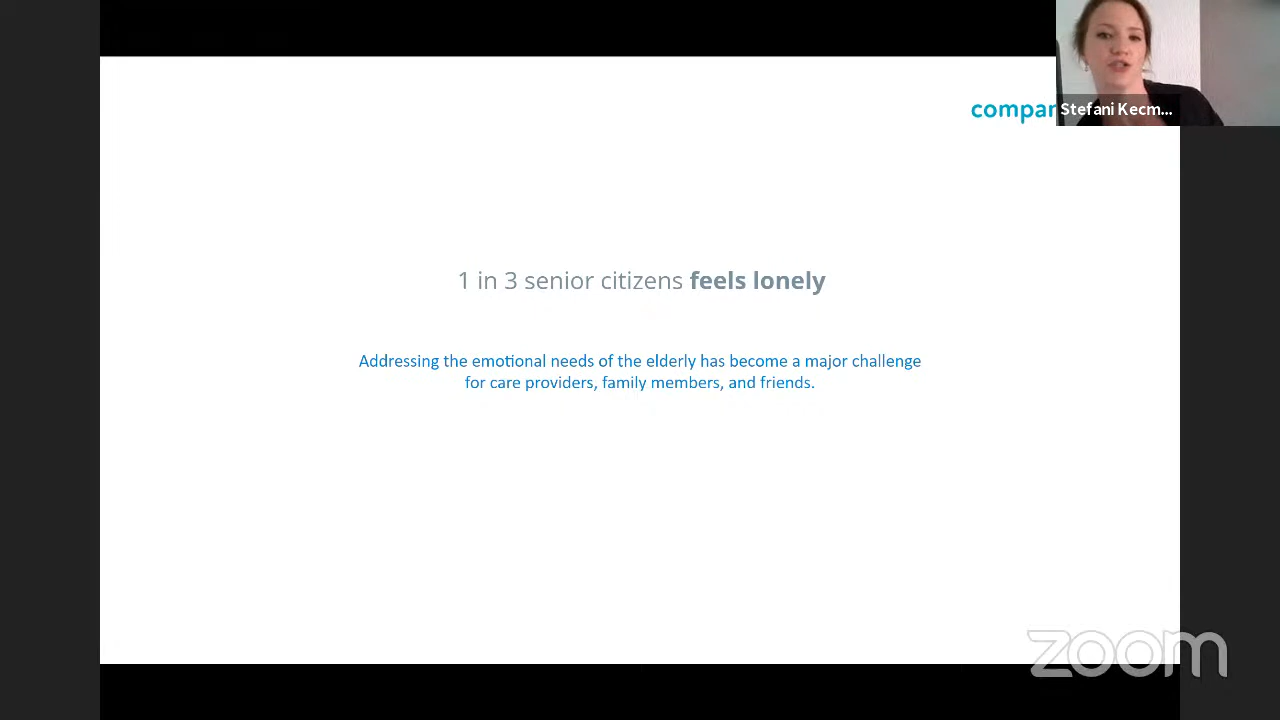 compar
Stefani Kecm...
1 in 3 senior citizens feels lonely
Addressing the emotional needs of the elderly has become a major challenge
for care providers, family members, and friends.
zoom